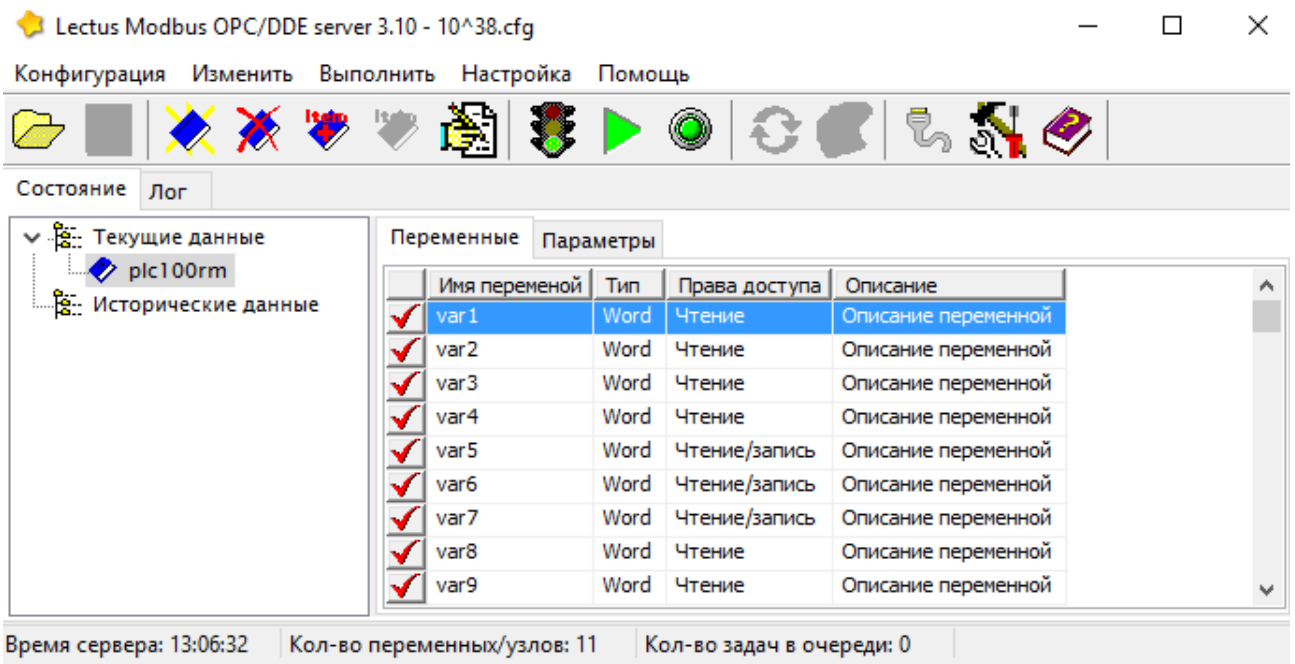 Lectus Modbus OPC/DDE server 3.10 - 10^38.cfg
Конфигурация Изменить Выполнить Настройка Помощь
Item Item
Состояние Лог
Текущие данные
plc100rm
Исторические данные
Переменные Параметры
Имя переменой Тип Права доступа Описание
var1 Word Чтение Описание переменной
var2 Word Чтение Описание переменной
var3 Word Чтение Описание переменной
var4 Word Чтение Описание переменной
var5 Word Чтение/запись Описание переменной
var6 Word Чтение/запись Описание переменной
var7 Word Чтение/запись Описание переменной
var8 Word Чтение Описание переменной
var9 Word Чтение Описание переменной
Время сервера: 13:06:32 Кол-во переменных/узлов: 11 Кол-во задач в очереди: 0